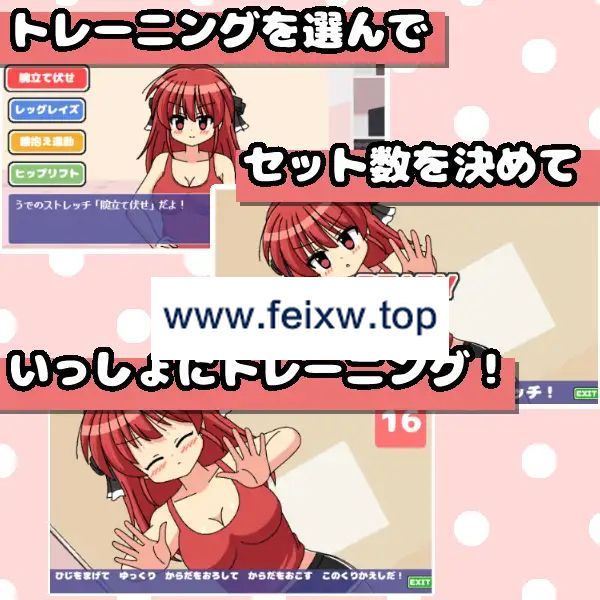 トレーニングを選んで
腕立て伏せ
レッグレイズ
膝抱え運動
ヒップリフト
うでのストレッチ「腕立て伏せ」だよ！
セット数を決めて
www.feixw.top
いっしょにトレーニング！
ッチ！
EXIT
16
ひじをまげて ゆっくり からだをおろして からだをおこす このくりかえしだ！
EXIT